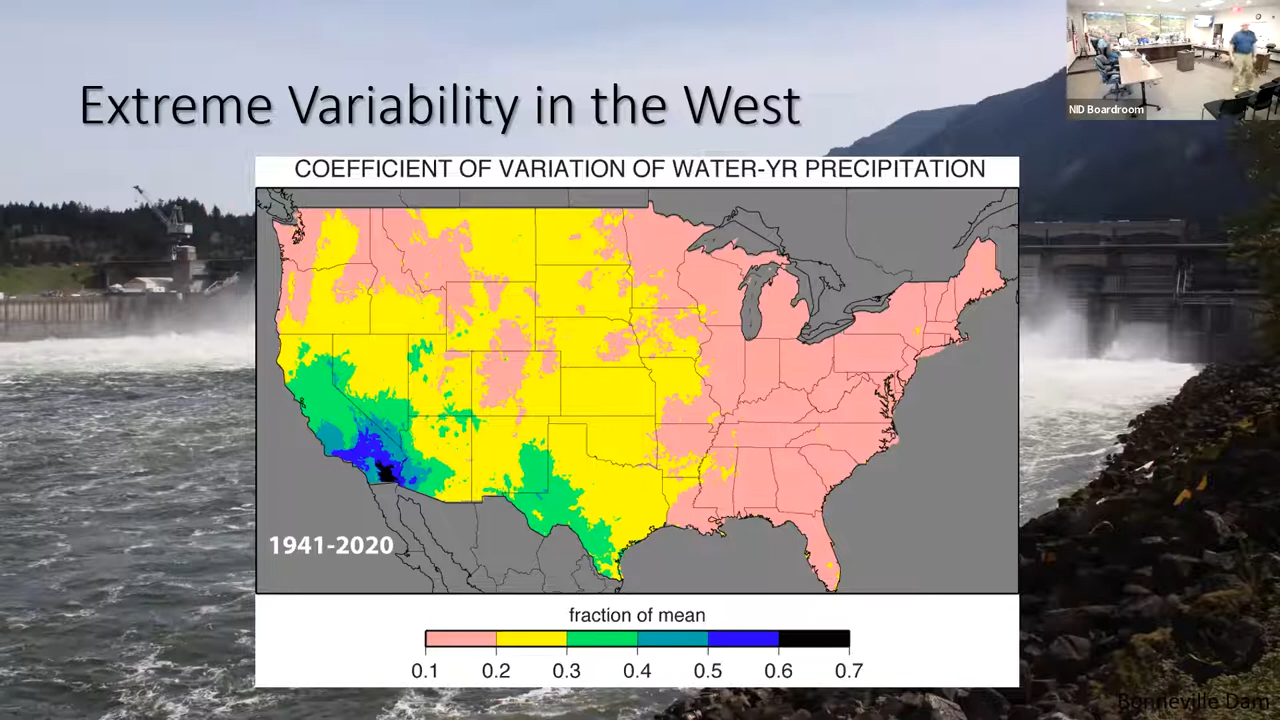 NID Boardroom
Extreme Variability in the West
COEFFICIENT OF VARIATION OF WATER-YR PRECIPITATION
1941-2020
fraction of mean
0.1 0.2 0.3 0.4 0.5 0.6 0.7
Bonneville Dam